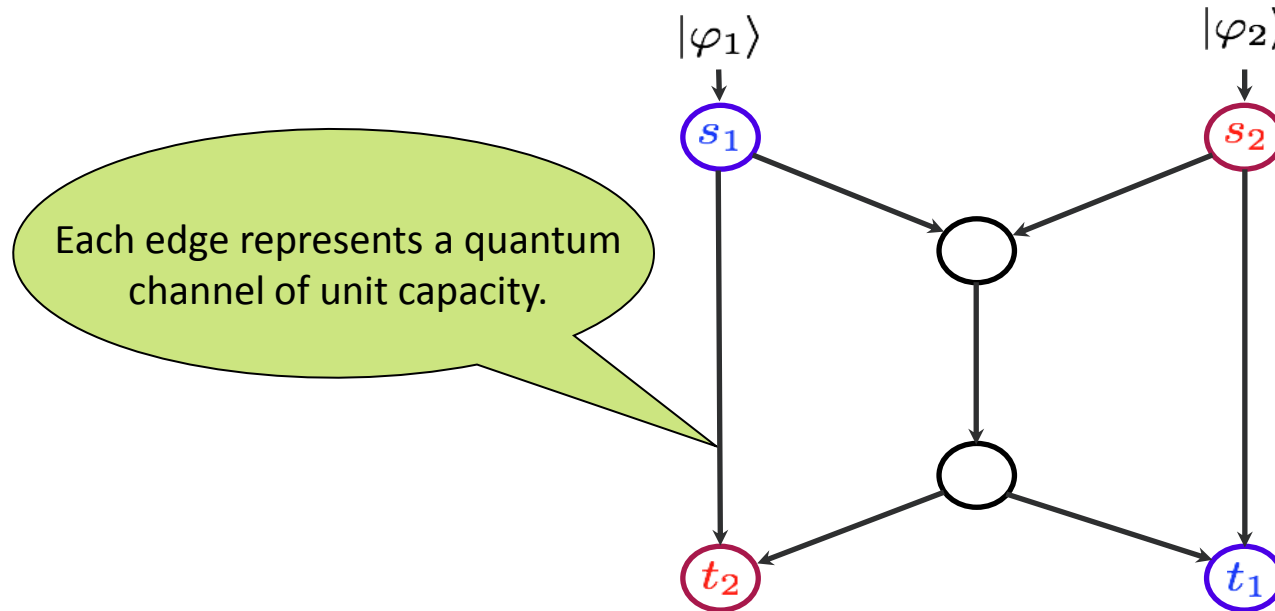 |φ₁⟩
|φ₂⟩
s₁
s₂
Each edge represents a quantum
channel of unit capacity.
t₂
t₁